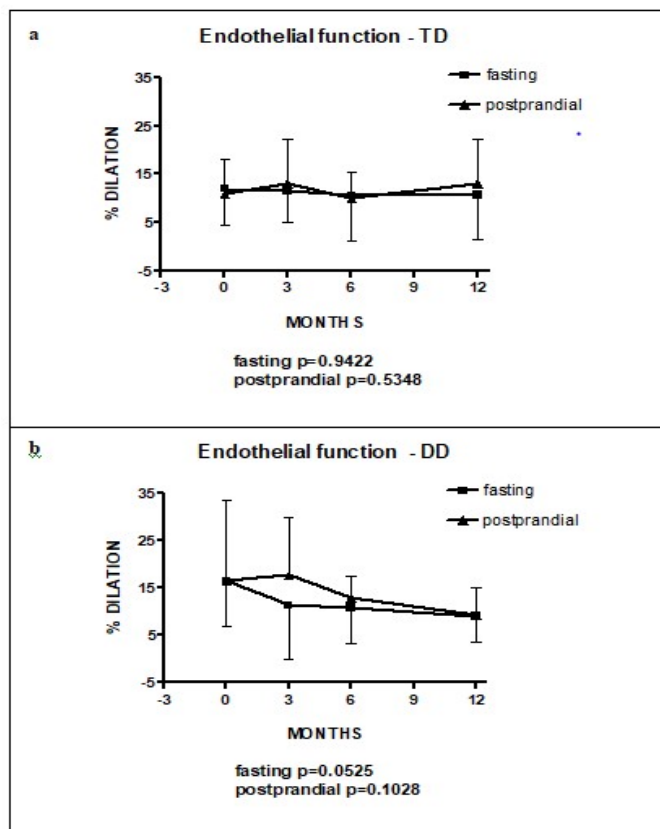 a
Endothelial function - TD
fasting
postprandial
35
25
15
5
-5
% DILATION
-3 0 3 6 9 12
MONTHS
fasting p=0.9422
postprandial p=0.5348
b
Endothelial function - DD
fasting
postprandial
35
25
15
5
-5
% DILATION
-3 0 3 6 9 12
MONTHS
fasting p=0.0525
postprandial p=0.1028